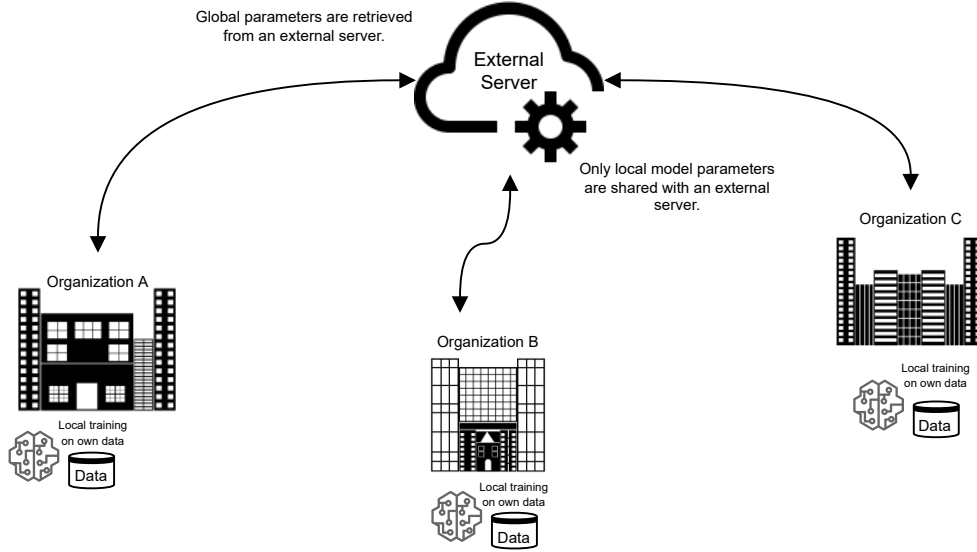 Global parameters are retrieved
from an external server.
External
Server
Only local model parameters
are shared with an external
server.
Organization C
Local training
on own data
Data
Organization A
Local training
on own data
Data
Organization B
Local training
on own data
Data